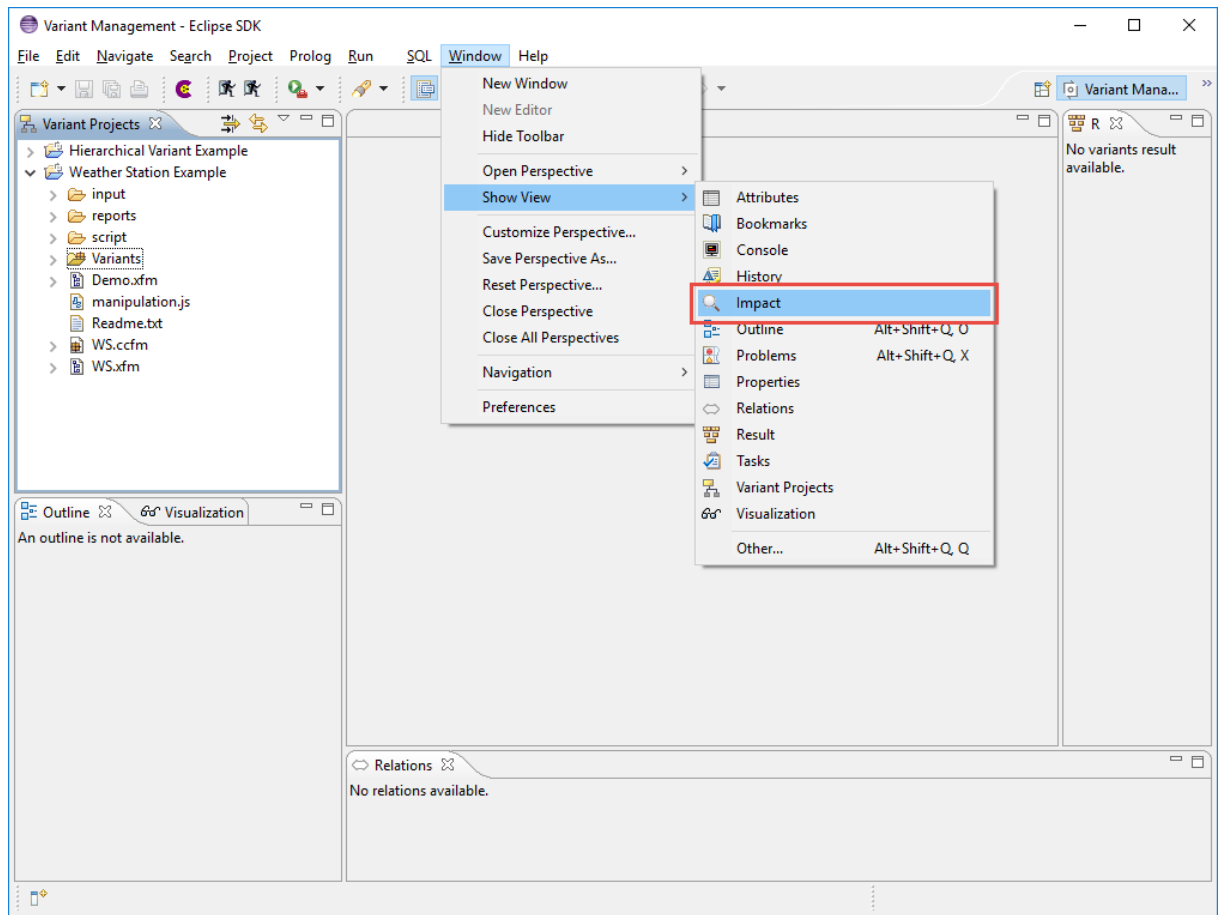 Variant Management - Eclipse SDK
File Edit Navigate Search Project Prolog Run SQL Window Help
Variant Mana...
Variant Projects
Hierarchical Variant Example
Weather Station Example
input
reports
script
Variants
Demo.xfm
manipulation.js
Readme.txt
WS.ccfm
WS.xfm
New Window
New Editor
Hide Toolbar
Open Perspective
Show View
Customize Perspective...
Save Perspective As...
Reset Perspective...
Close Perspective
Close All Perspectives
Navigation
Preferences
Attributes
Bookmarks
Console
History
Impact
Outline Alt+Shift+Q, O
Problems Alt+Shift+Q, X
Properties
Relations
Result
Tasks
Variant Projects
Visualization
Other... Alt+Shift+Q, Q
R
No variants result
available.
Outline Visualization
An outline is not available.
Relations
No relations available.